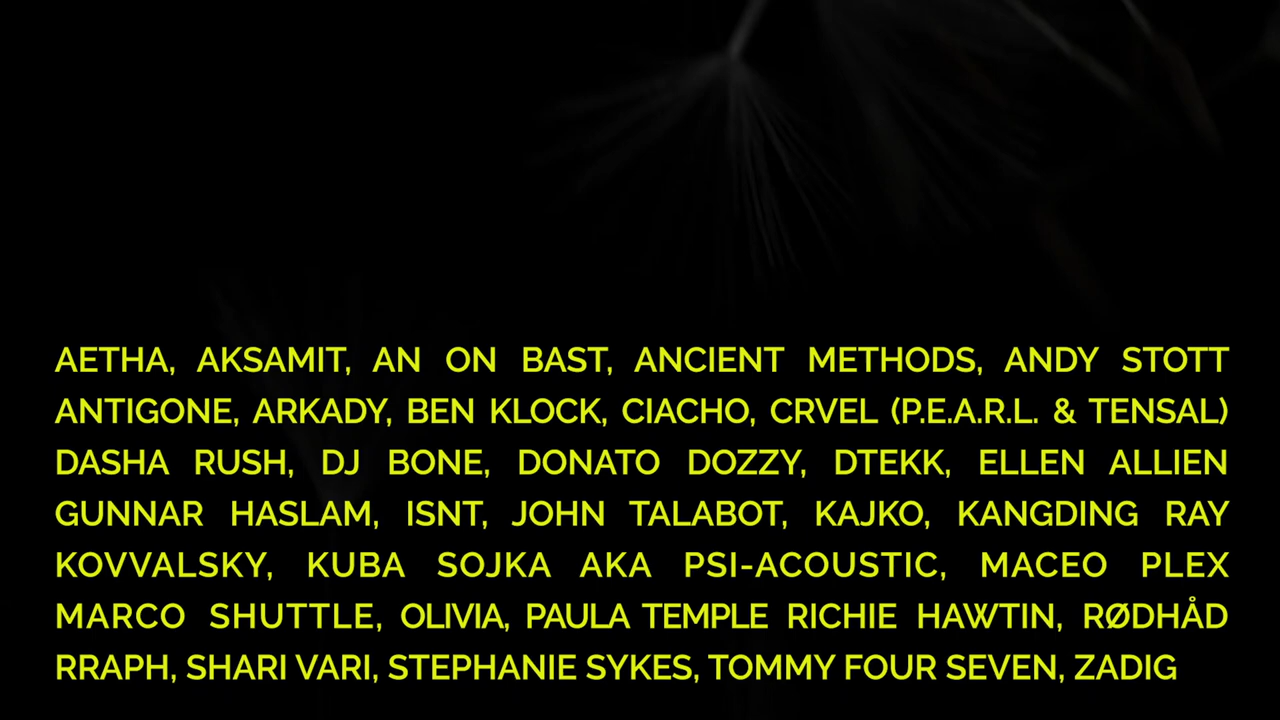 AETHA, AKSAMIT, AN ON BAST, ANCIENT METHODS, ANDY STOTT
ANTIGONE, ARKADY, BEN KLOCK, CIACHO, CRVEL (P.E.A.R.L. & TENSAL)
DASHA RUSH, DJ BONE, DONATO DOZZY, DTEKK, ELLEN ALLIEN
GUNNAR HASLAM, ISNT, JOHN TALABOT, KAJKO, KANGDING RAY
KOVVALSKY, KUBA SOJKA AKA PSI-ACOUSTIC, MACEO PLEX
MARCO SHUTTLE, OLIVIA, PAULA TEMPLE RICHIE HAWTIN, RØDHÅD
RRAPH, SHARI VARI, STEPHANIE SYKES, TOMMY FOUR SEVEN, ZADIG